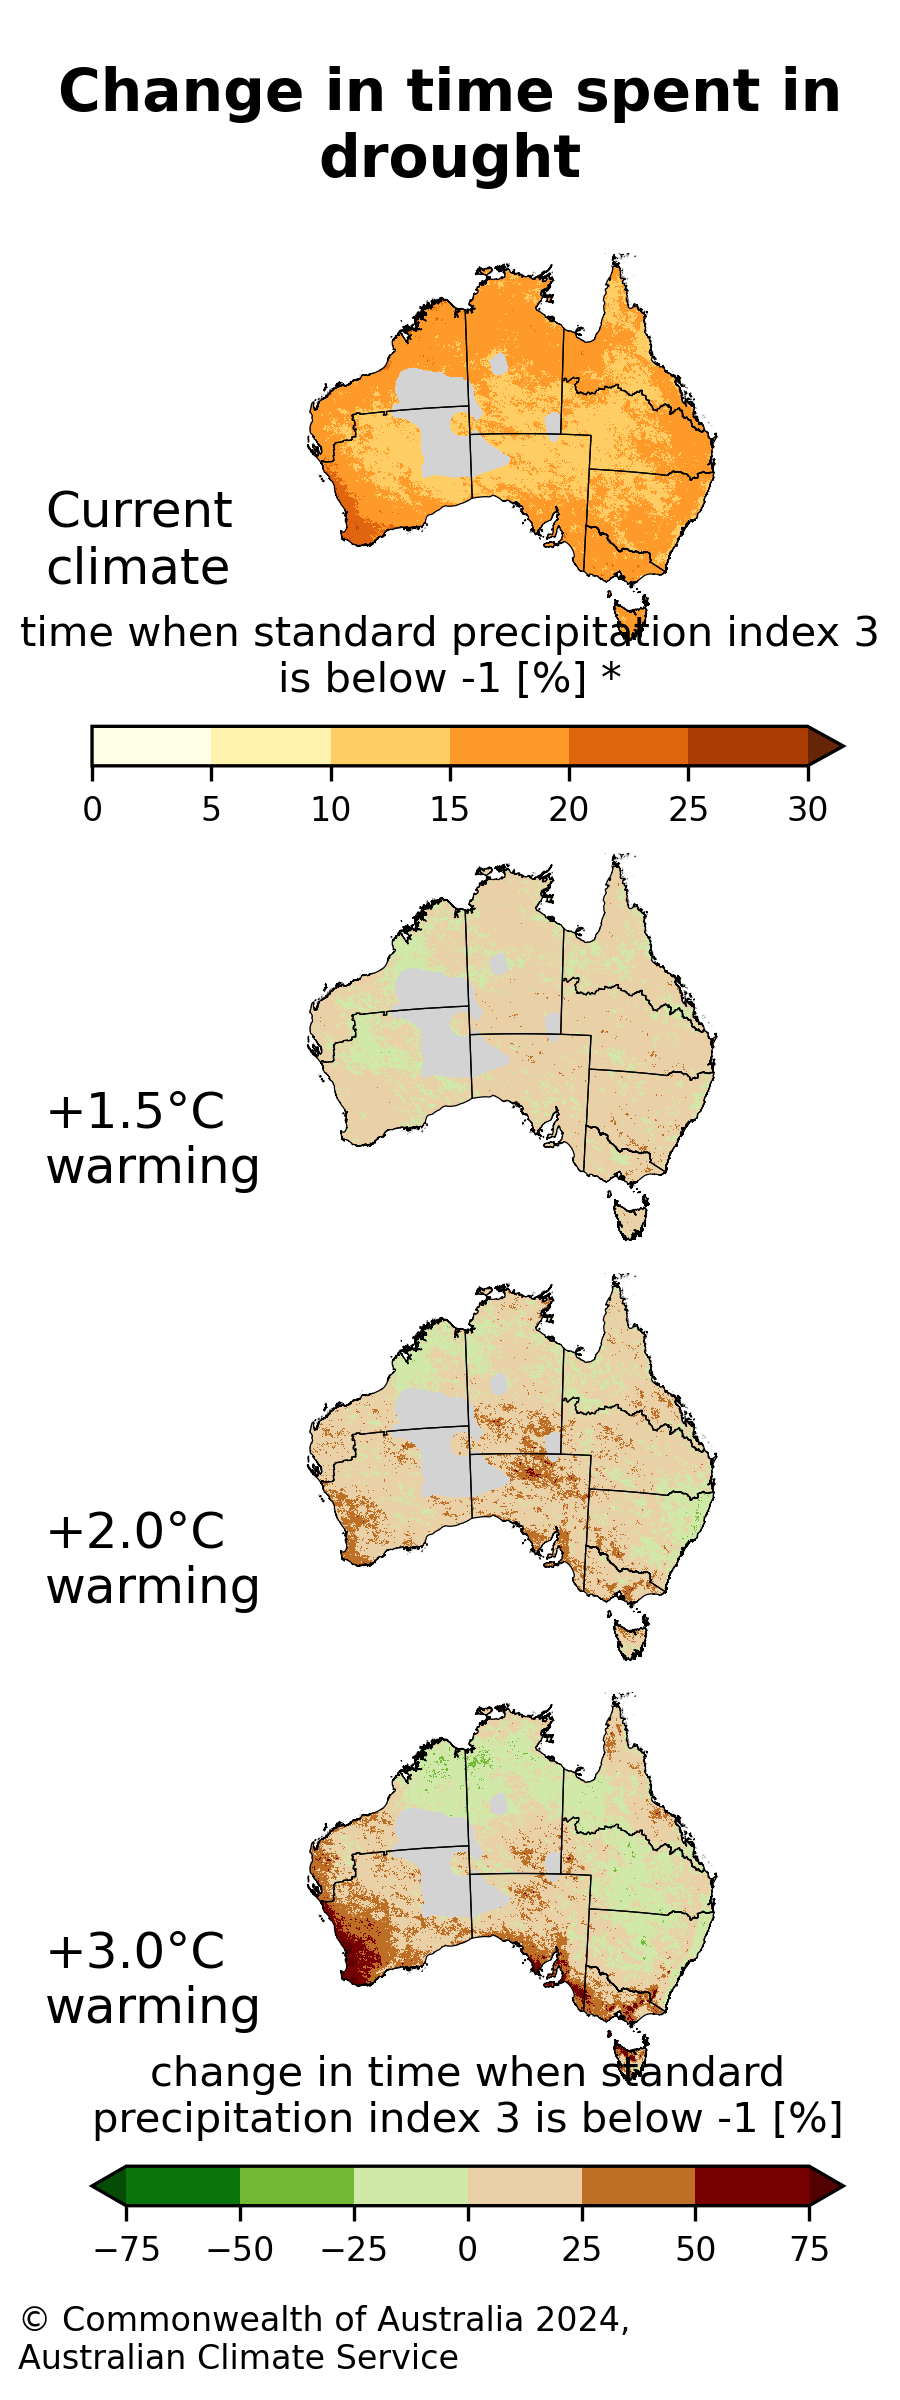 Change in time spent in
drought
Current
climate
time when standard precipitation index 3
is below -1 [%] *
0 5 10 15 20 25 30
+1.5°C
warming
+2.0°C
warming
+3.0°C
warming
change in time when standard
precipitation index 3 is below -1 [%]
−75 −50 −25 0 25 50 75
© Commonwealth of Australia 2024,
Australian Climate Service